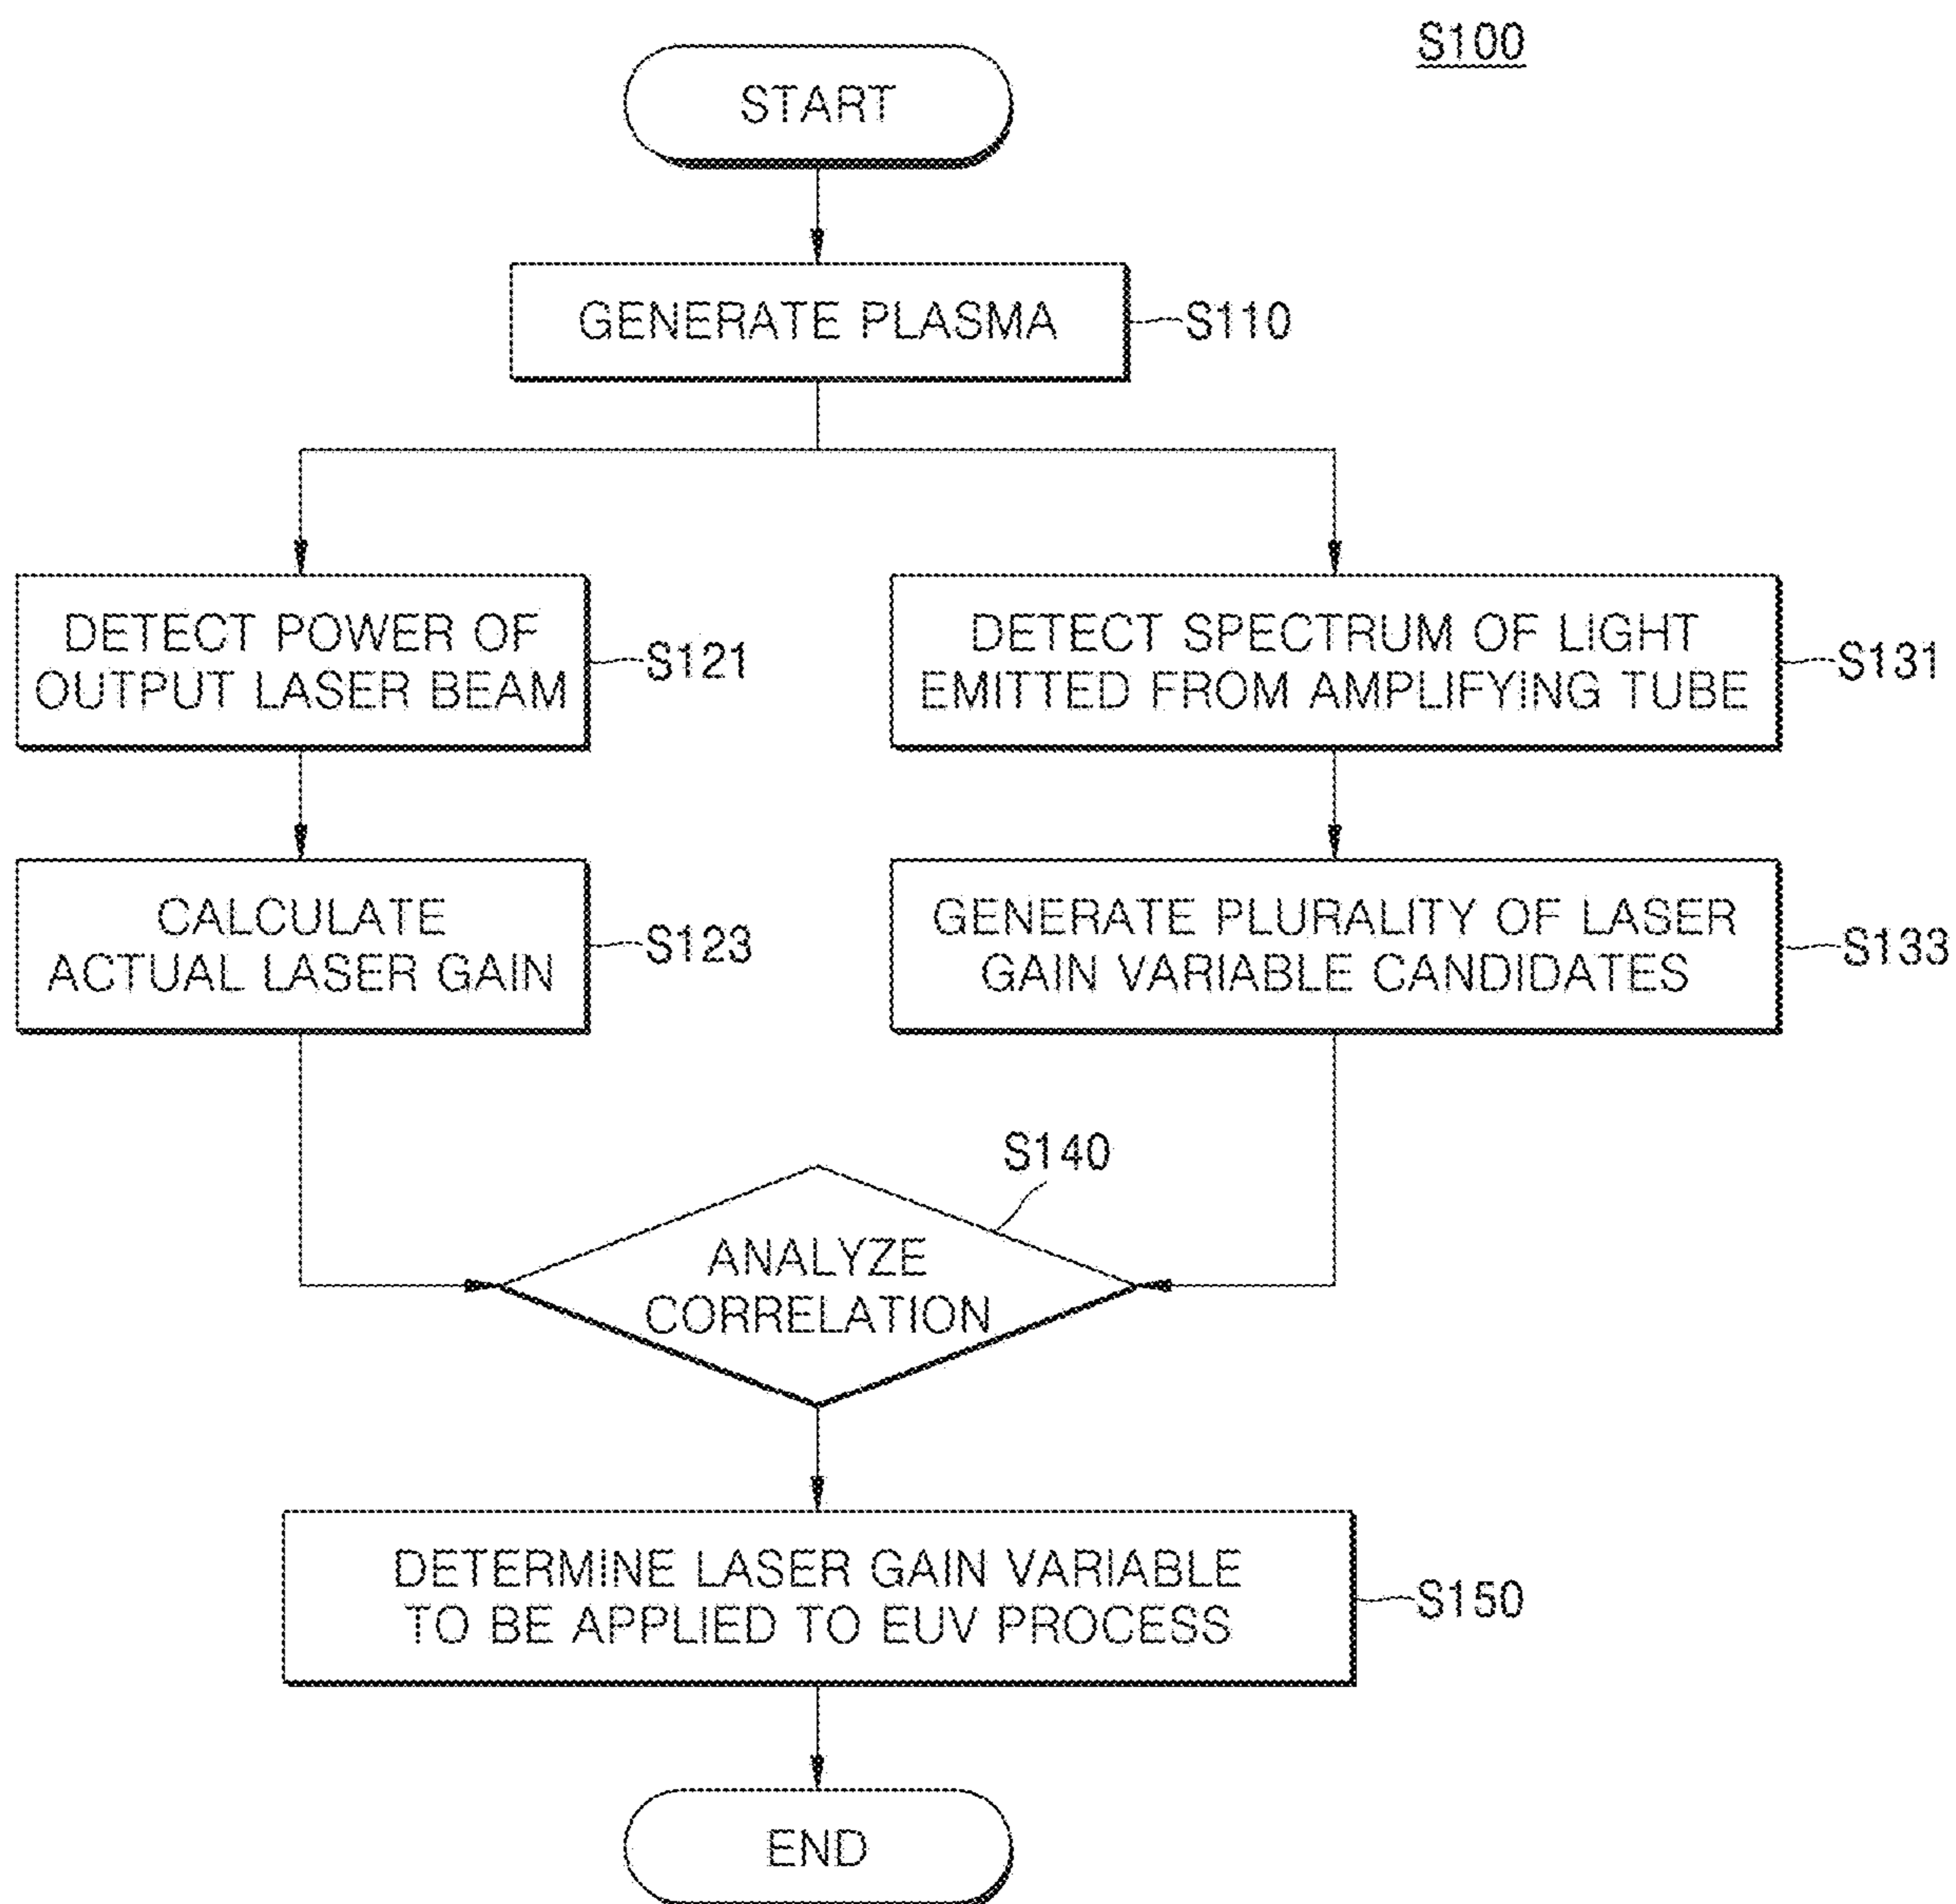 S100
START
GENERATE PLASMA
S110
DETECT POWER OF
OUTPUT LASER BEAM
S121
DETECT SPECTRUM OF LIGHT
EMITTED FROM AMPLIFYING TUBE
S131
CALCULATE
ACTUAL LASER GAIN
S123
GENERATE PLURALITY OF LASER
GAIN VARIABLE CANDIDATES
S133
S140
ANALYZE
CORRELATION
DETERMINE LASER GAIN VARIABLE
TO BE APPLIED TO EUV PROCESS
S150
END